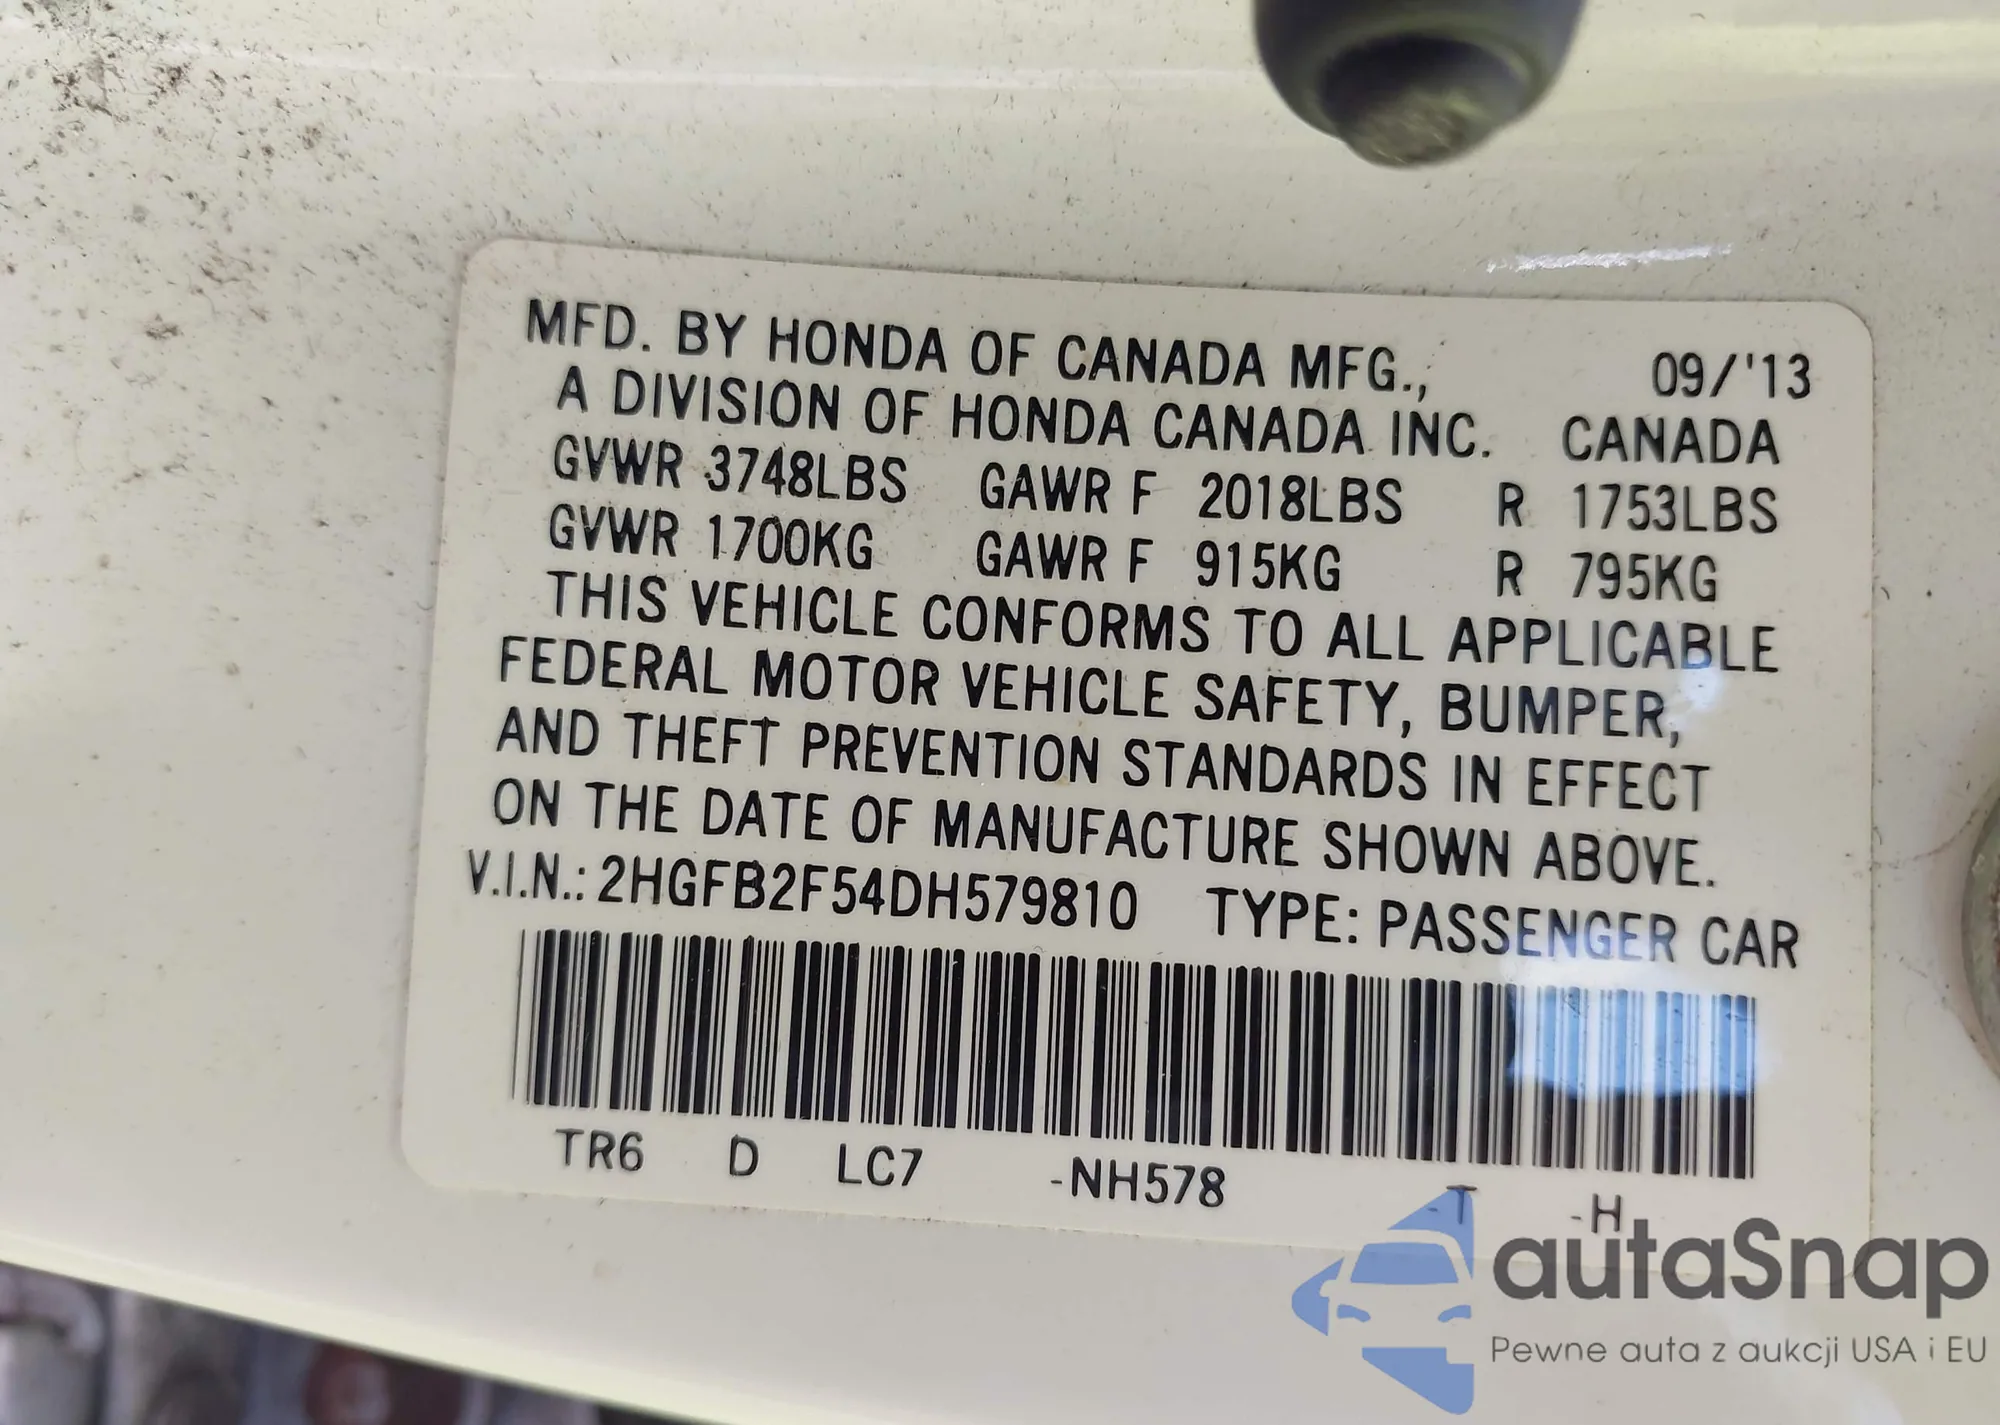 MFD. BY HONDA OF CANADA MFG., 09/'13
A DIVISION OF HONDA CANADA INC. CANADA
GVWR 3748LBS GAWR F 2018LBS R 1753LBS
GVWR 1700KG GAWR F 915KG R 795KG
THIS VEHICLE CONFORMS TO ALL APPLICABLE
FEDERAL MOTOR VEHICLE SAFETY, BUMPER,
AND THEFT PREVENTION STANDARDS IN EFFECT
ON THE DATE OF MANUFACTURE SHOWN ABOVE.
V.I.N.: 2HGFB2F54DH579810 TYPE: PASSENGER CAR
TR6 D LC7 -NH578 -T -H
autaSnap
Pewne auta z aukcji USA i EU